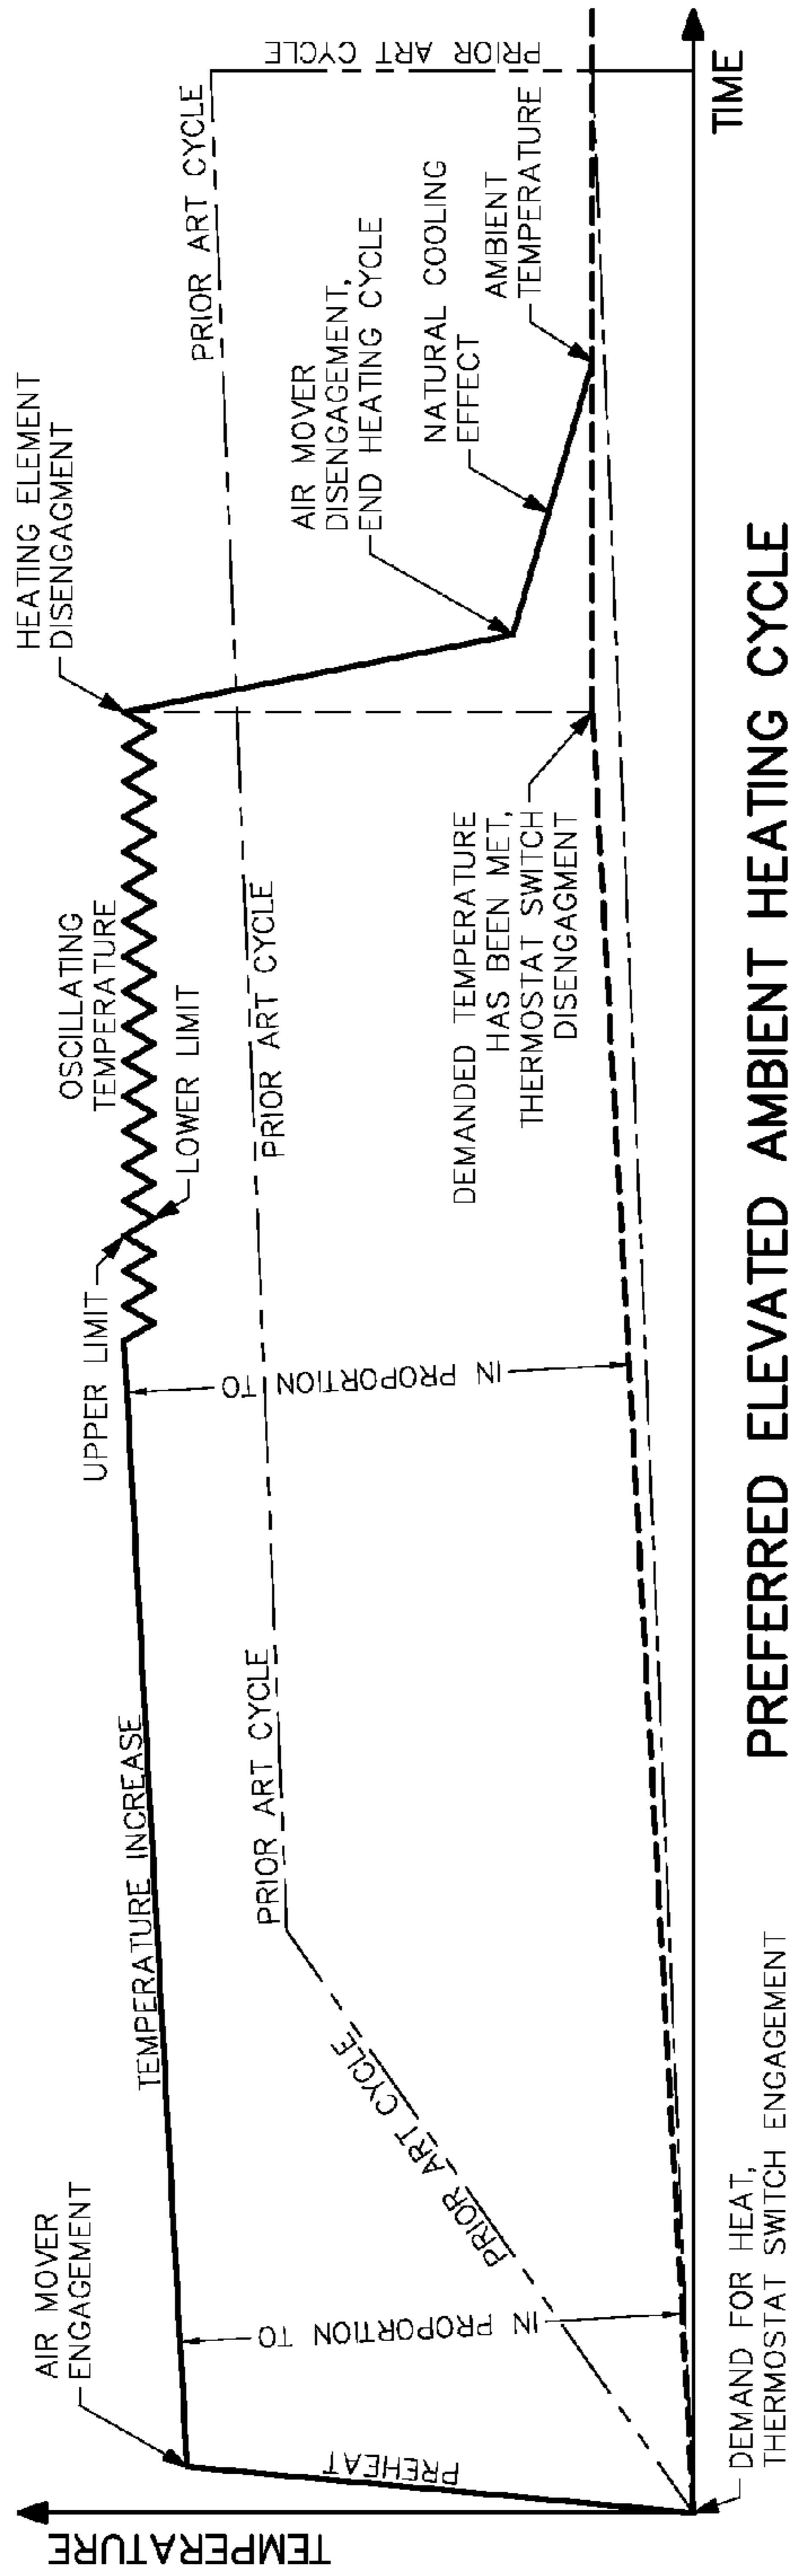 TEMPERATURE
AIR MOVER
ENGAGEMENT
PREHEAT
IN PROPORTION TO
TEMPERATURE INCREASE
PRIOR ART CYCLE
PRIOR ART CYCLE
UPPER LIMIT
IN PROPORTION TO
OSCILLATING
TEMPERATURE
LOWER LIMIT
PRIOR ART CYCLE
HEATING ELEMENT
DISENGAGMENT
DEMANDED TEMPERATURE
HAS BEEN MET,
THERMOSTAT SWITCH
DISENGAGMENT
AIR MOVER
DISENGAGEMENT,
END HEATING CYCLE
NATURAL COOLING
EFFECT
AMBIENT
TEMPERATURE
PRIOR ART CYCLE
PRIOR ART CYCLE
TIME
DEMAND FOR HEAT,
THERMOSTAT SWITCH ENGAGEMENT
PREFERRED ELEVATED AMBIENT HEATING CYCLE